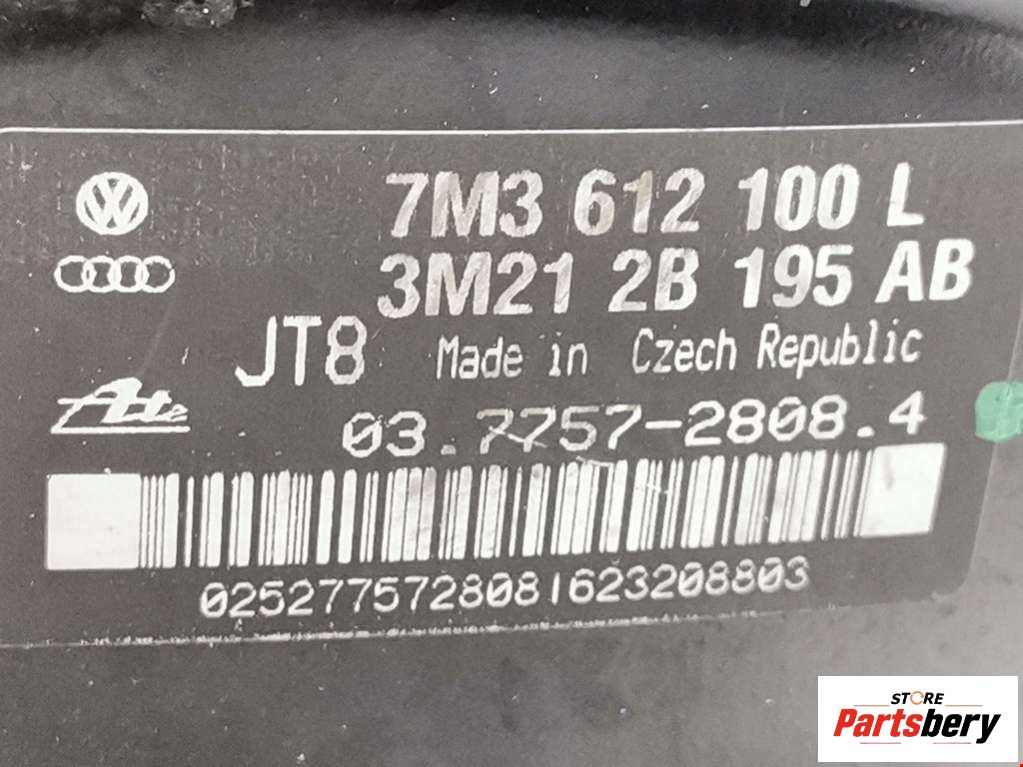 7M3 612 100 L
3M21 2B 195 AB
JT8 Made in Czech Republic
Ate
03.7757-2808.4
0252775728081623208803
STORE
Partsbery